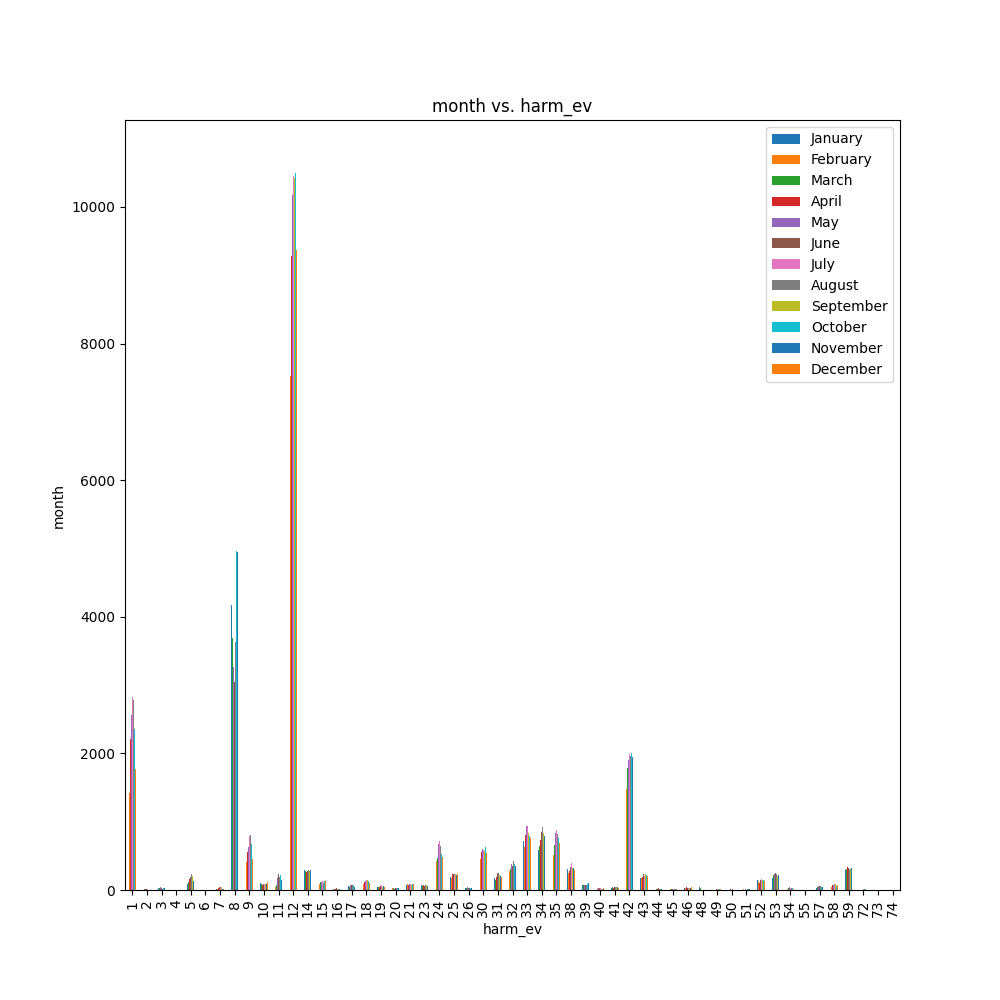 month vs. harm_ev
January
February
March
April
May
June
July
August
September
October
November
December
10000
8000
6000
4000
2000
0
month
1 2 3 4 5 6 7 8 9 10 11 12 14 15 16 17 18 19 20 21 23 24 25 26 30 31 32 33 34 35 38 39 40 41 42 43 44 45 46 48 49 50 51 52 53 54 55 57 58 59 72 73 74
harm_ev